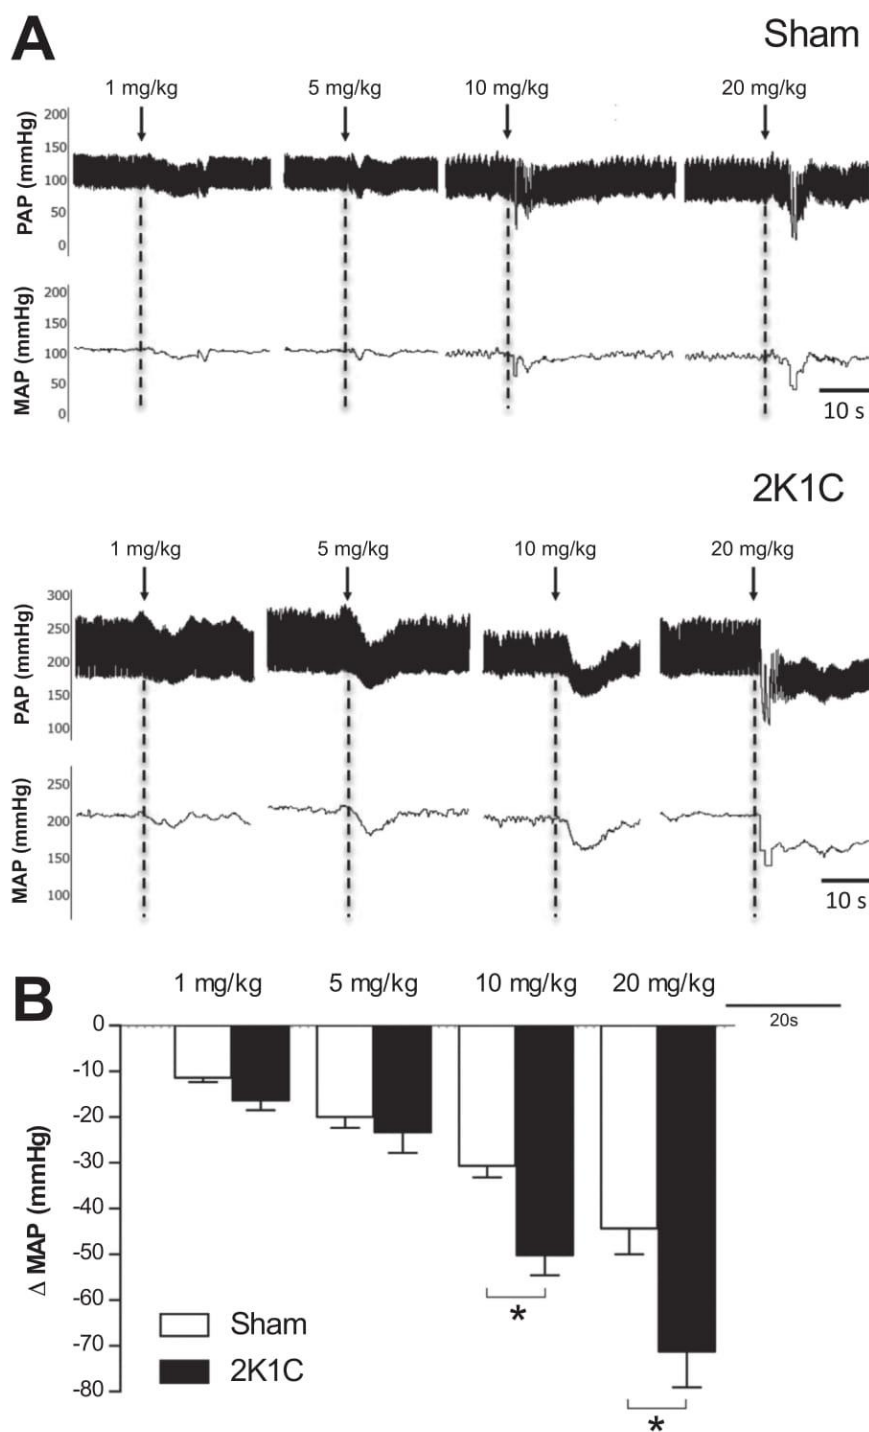 A
Sham
1 mg/kg
5 mg/kg
10 mg/kg
20 mg/kg
PAP (mmHg)
200
150
100
50
0
MAP (mmHg)
200
150
100
50
0
10 s
2K1C
1 mg/kg
5 mg/kg
10 mg/kg
20 mg/kg
PAP (mmHg)
300
250
200
150
100
MAP (mmHg)
250
200
150
100
10 s
B
1 mg/kg
5 mg/kg
10 mg/kg
20 mg/kg
20s
Δ MAP (mmHg)
0
-10
-20
-30
-40
-50
-60
-70
-80
*
*
Sham
2K1C